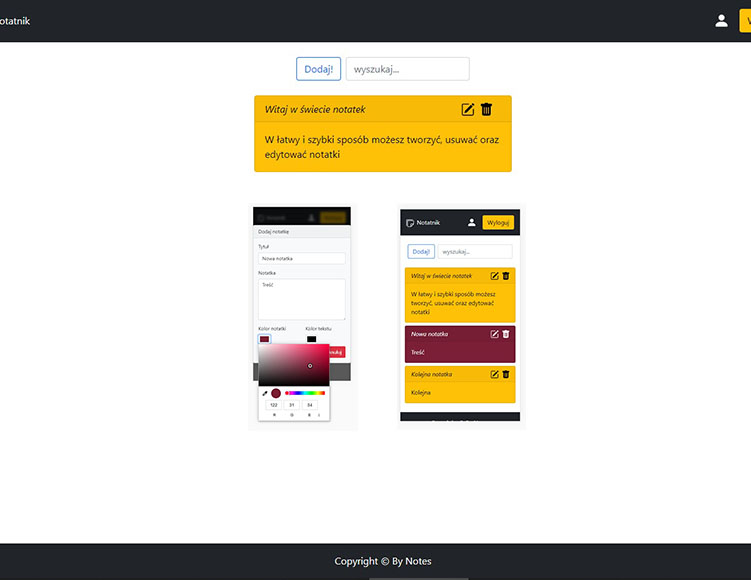 otatnik
Dodaj! wyszukaj...
Witaj w świecie notatek
W łatwy i szybki sposób możesz tworzyć, usuwać oraz
edytować notatki
Dodaj notatkę
Tytuł
Nowa notatka
Notatka
Treść
Kolor notatki Kolor tekstu
122 31 54
R G B
Notatnik Wyloguj
Dodaj! wyszukaj...
Witaj w świecie notatek
W łatwy i szybki sposób możesz
tworzyć, usuwać oraz edytować
notatki
Nowa notatka
Treść
Kolejna notatka
Kolejna
Copyright © By Notes